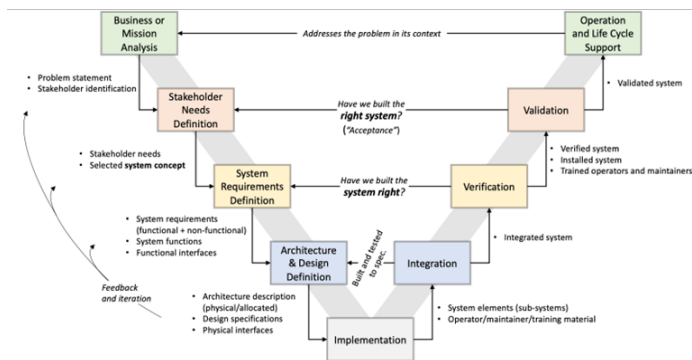 Business or
Mission
Analysis
Addresses the problem in its context
Operation
and Life Cycle
Support
• Problem statement
• Stakeholder identification
• Validated system
Stakeholder
Needs
Definition
Have we built the
right system?
("Acceptance")
Validation
• Stakeholder needs
• Selected system concept
• Verified system
• Installed system
• Trained operators and maintainers
System
Requirements
Definition
Have we built the
system right?
Verification
• System requirements
(functional + non-functional)
• System functions
• Functional interfaces
• Integrated system
Architecture
& Design
Definition
Built and tested
to spec.
Integration
Feedback
and iteration
• Architecture description
(physical/allocated)
• Design specifications
• Physical interfaces
• System elements (sub-systems)
• Operator/maintainer/training material
Implementation